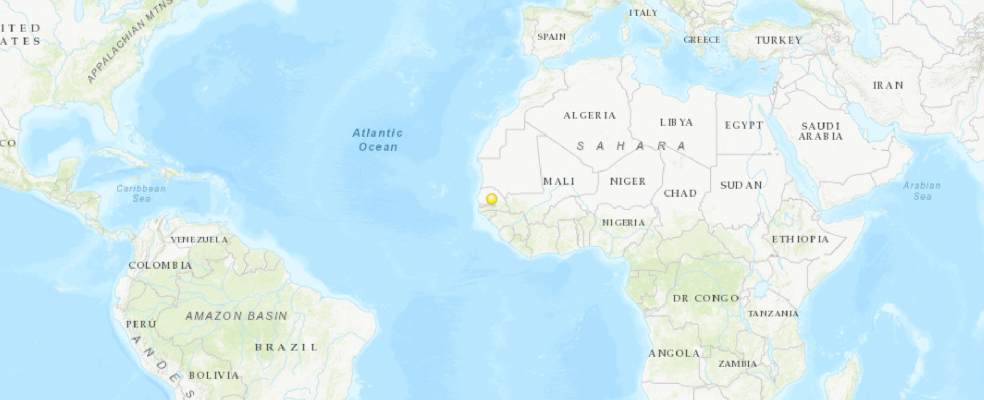 ITED
ATES
APPALACHIAN MTNS
CO
Atlantic
Ocean
Caribbean
Sea
VENEZUELA
COLOMBIA
PERU
AMAZON BASIN
BRAZIL
ANDES
BOLIVIA
ITALY
SPAIN
GREECE
TURKEY
IRAN
ALGERIA
LIBYA
EGYPT
SAUDI
ARABIA
SAHARA
MALI
NIGER
CHAD
SUDAN
Arabian
Sea
NIGERIA
ETHIOPIA
DR CONGO
TANZANIA
ANGOLA
ZAMBIA